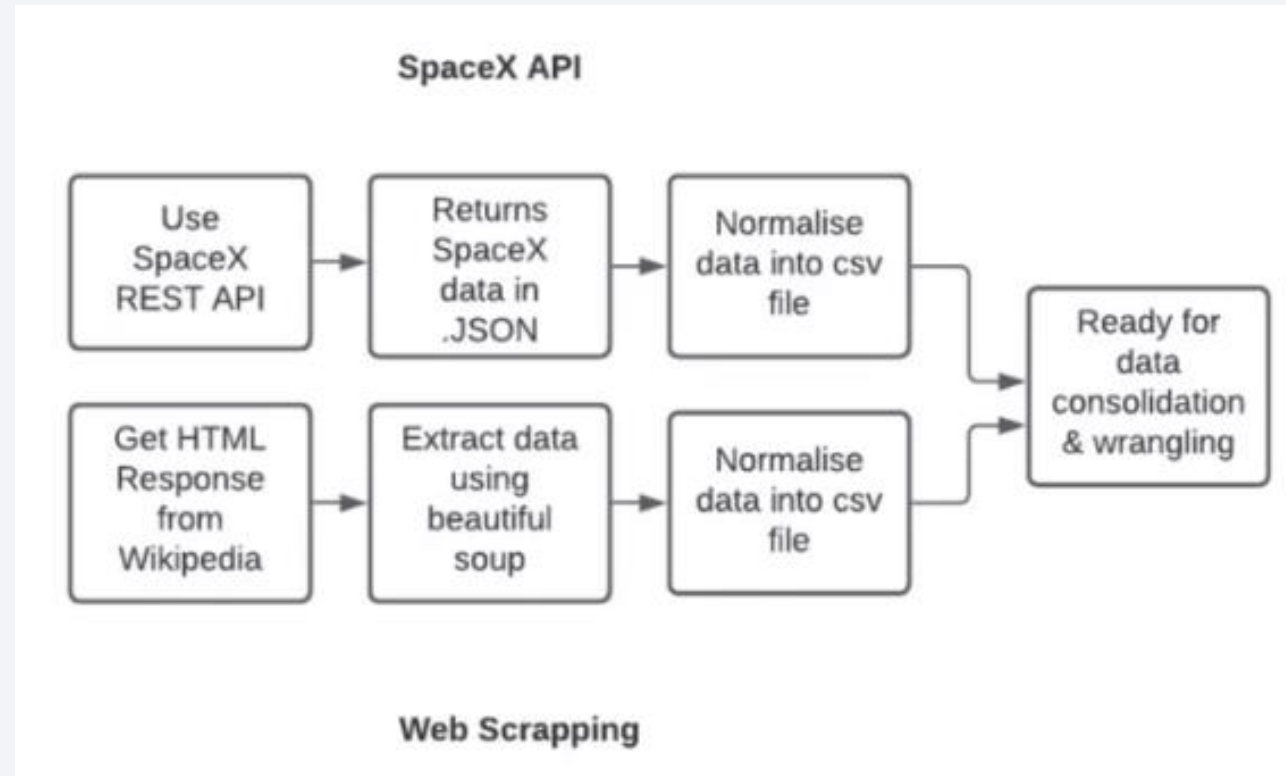 SpaceX API
Use
SpaceX
REST API
Returns
SpaceX
data in
.JSON
Normalise
data into csv
file
Get HTML
Response
from
Wikipedia
Extract data
using
beautiful
soup
Normalise
data into csv
file
Ready for
data
consolidation
& wrangling
Web Scrapping